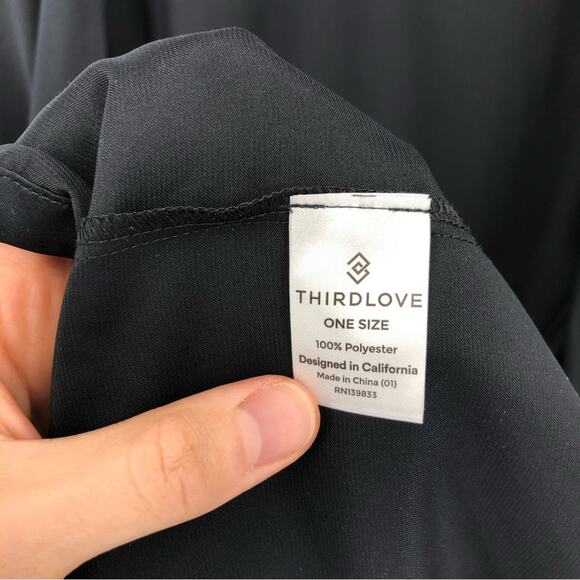 THIRDLOVE
ONE SIZE
100% Polyester
Designed in California
Made in China (01)
RN139833